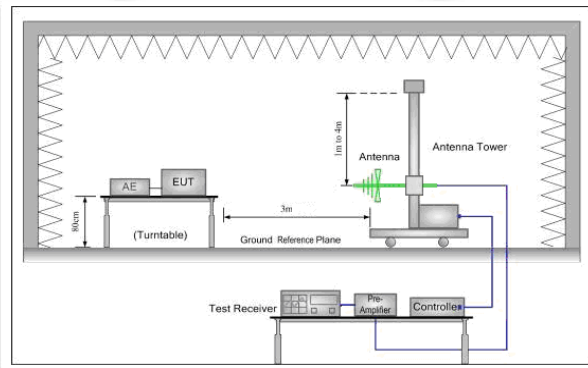 1m to 4m
Antenna
Antenna Tower
AE
EUT
80cm
(Turntable)
3m
Ground Reference Plane
Test Receiver
Pre-
Amplifier
Controller